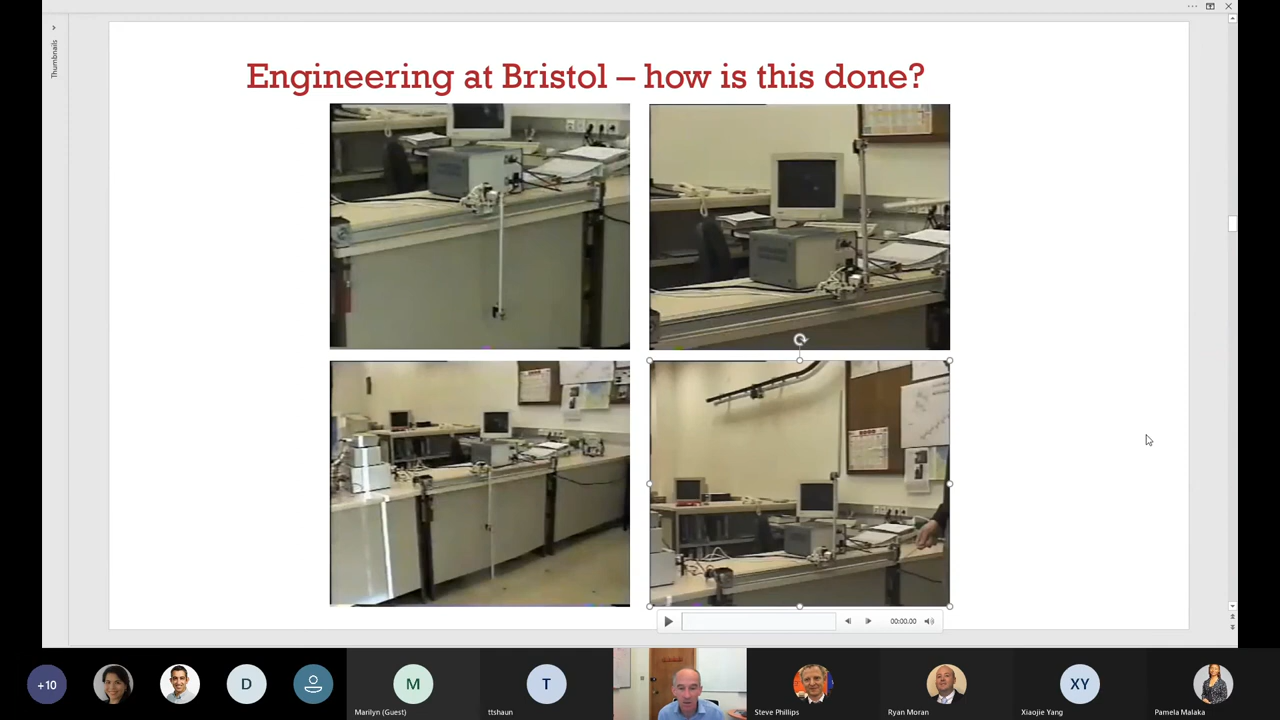 Thumbnails
Engineering at Bristol – how is this done?
00:00.00
+10
D
M
Marilyn (Guest)
T
ttshaun
Steve Phillips
Ryan Moran
XY
Xiaojie Yang
Pamela Malaka